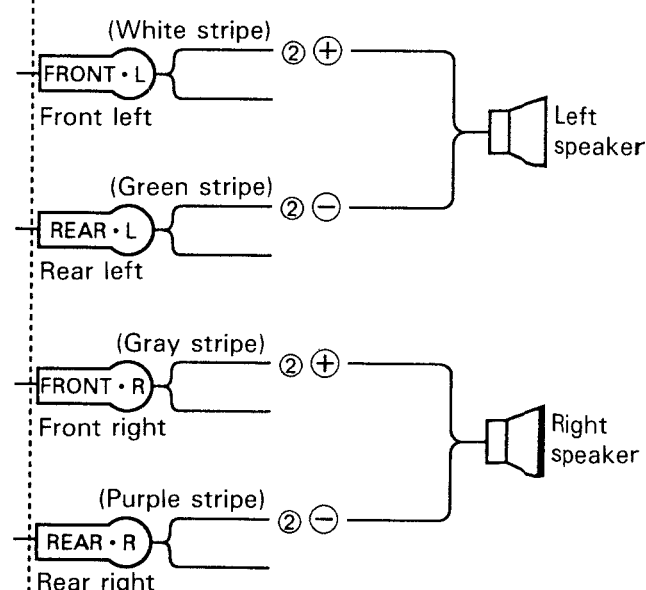 (White stripe)
② ⊕
FRONT・L
Front left
Left
speaker
(Green stripe)
② ⊖
REAR・L
Rear left
(Gray stripe)
② ⊕
FRONT・R
Front right
Right
speaker
(Purple stripe)
② ⊖
REAR・R
Rear right